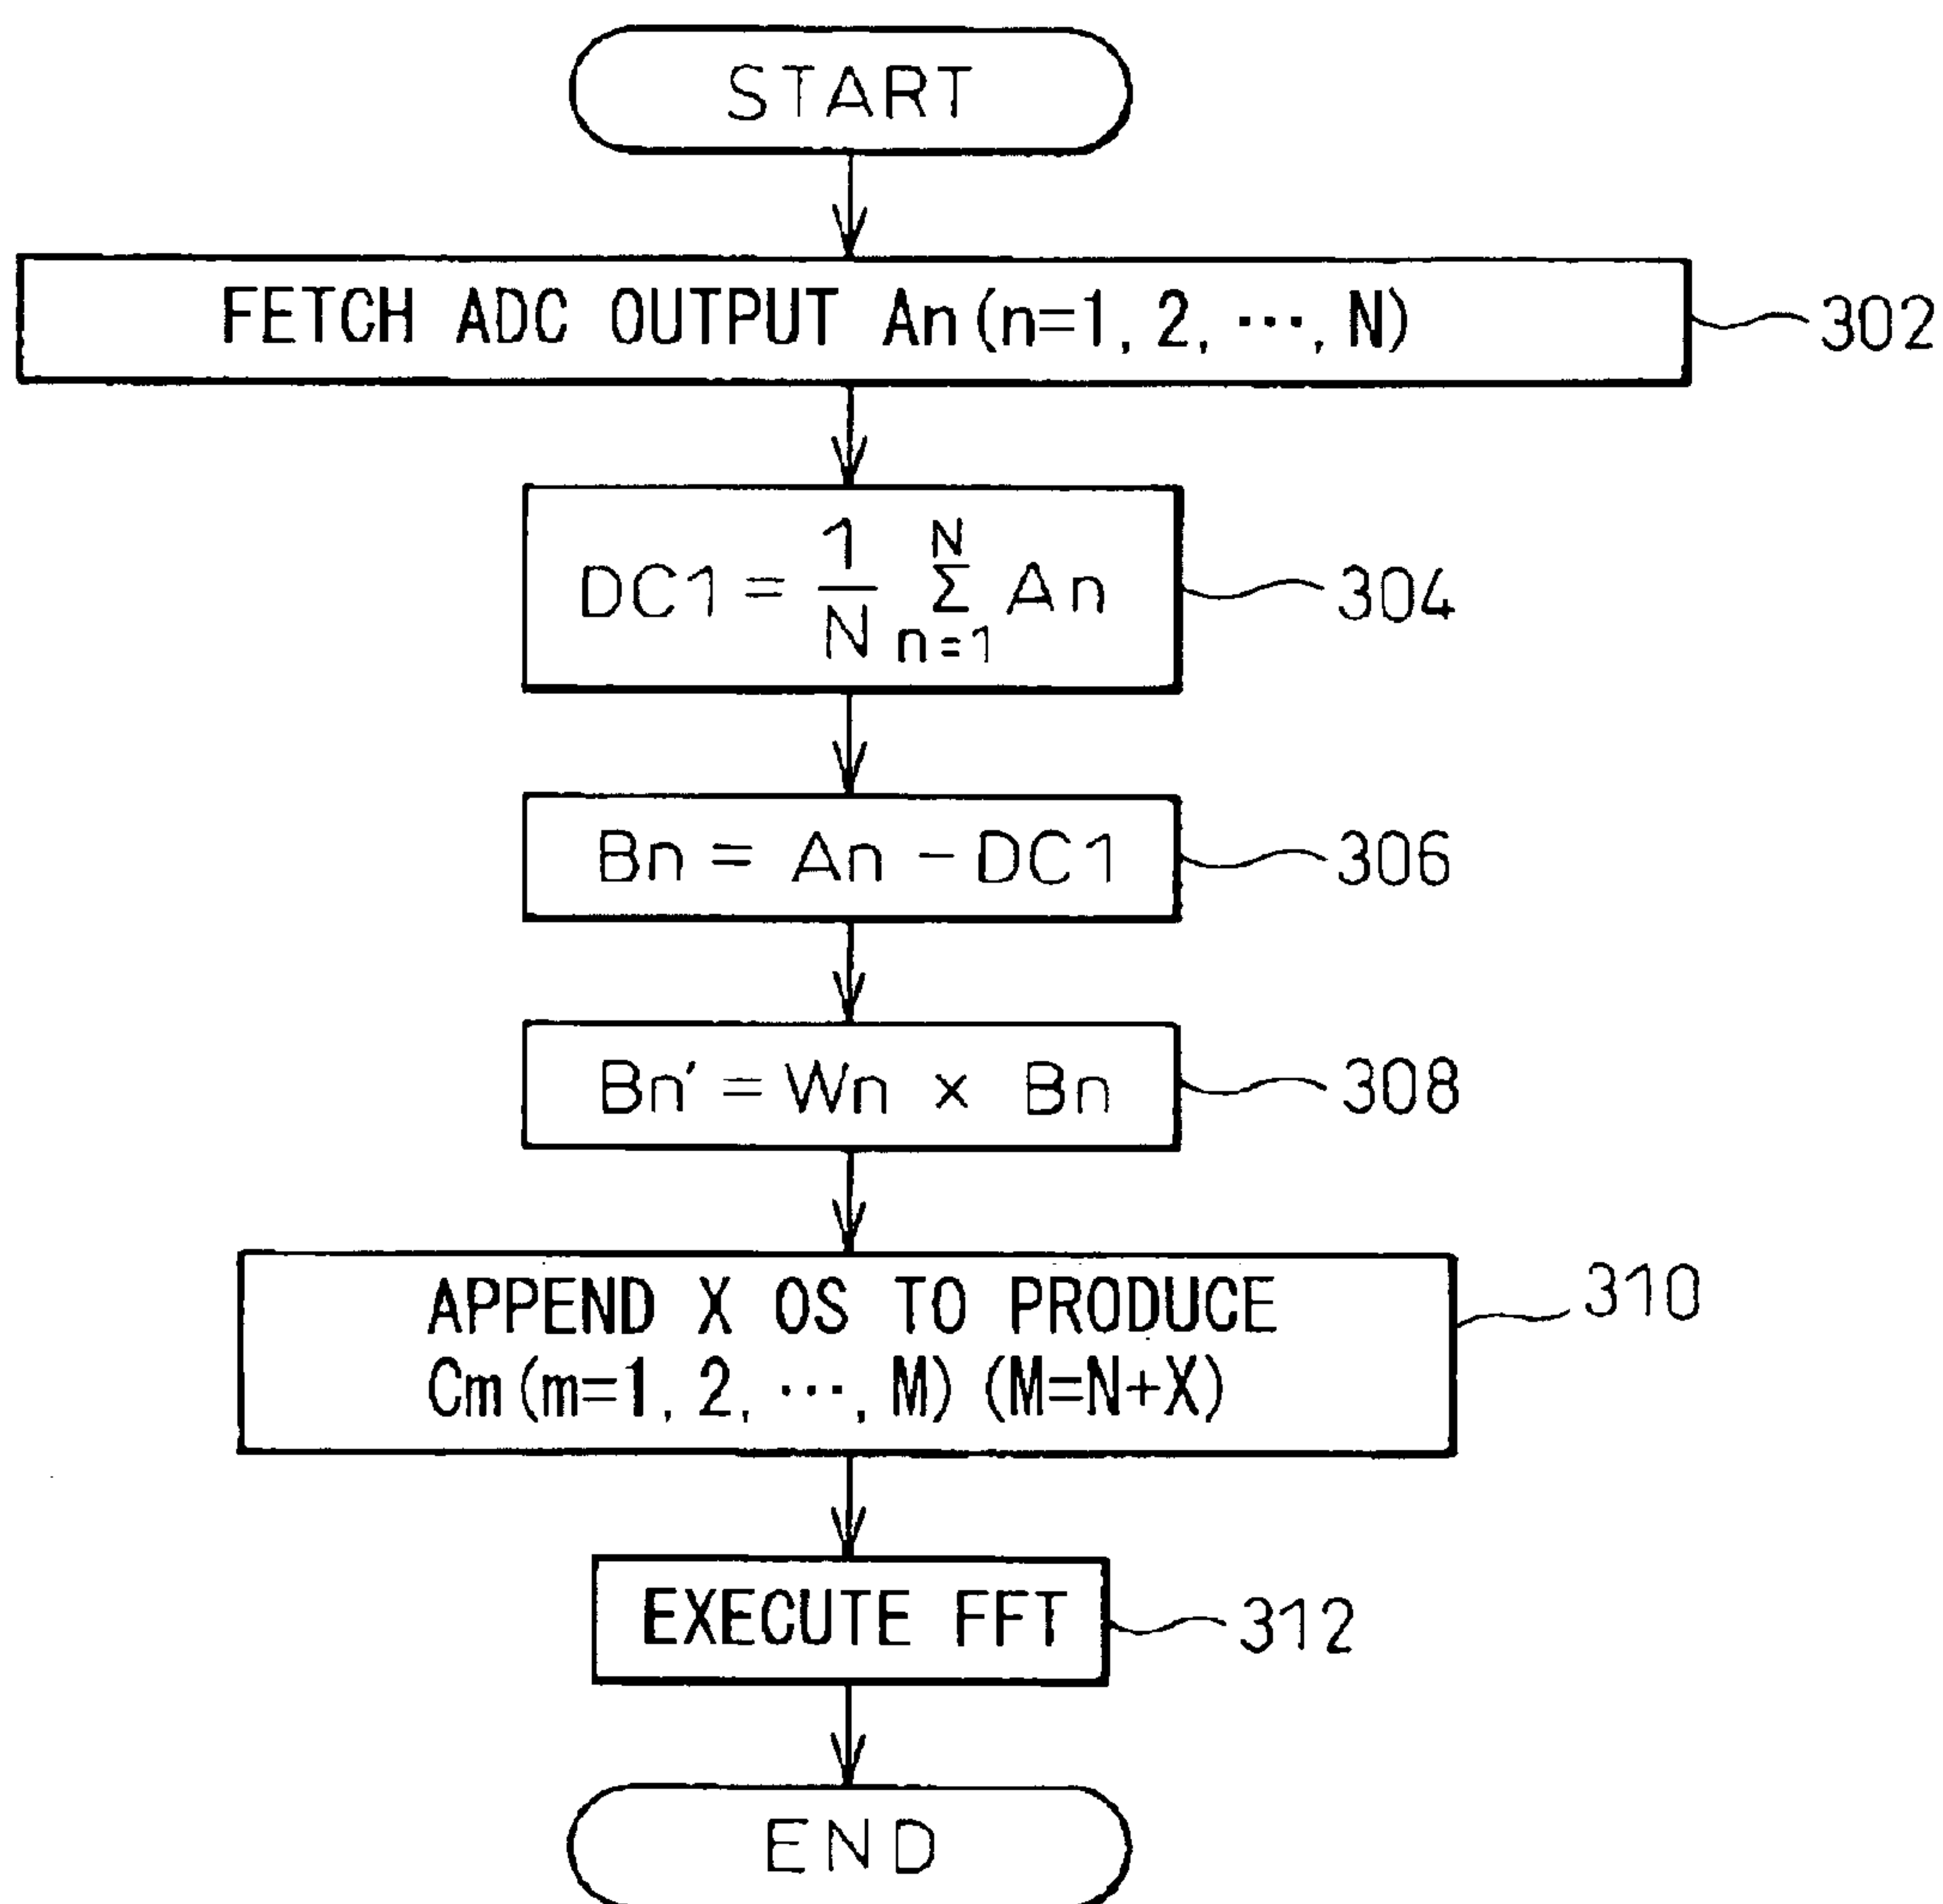 START
FETCH ADC OUTPUT An(n=1, 2, ···, N)
302
DC1 = 1/N N Σ n=1 An
304
Bn = An - DC1
306
Bn' = Wn × Bn
308
APPEND X OS TO PRODUCE
Cm(m=1, 2, ···, M)(M=N+X)
310
EXECUTE FFT
312
END